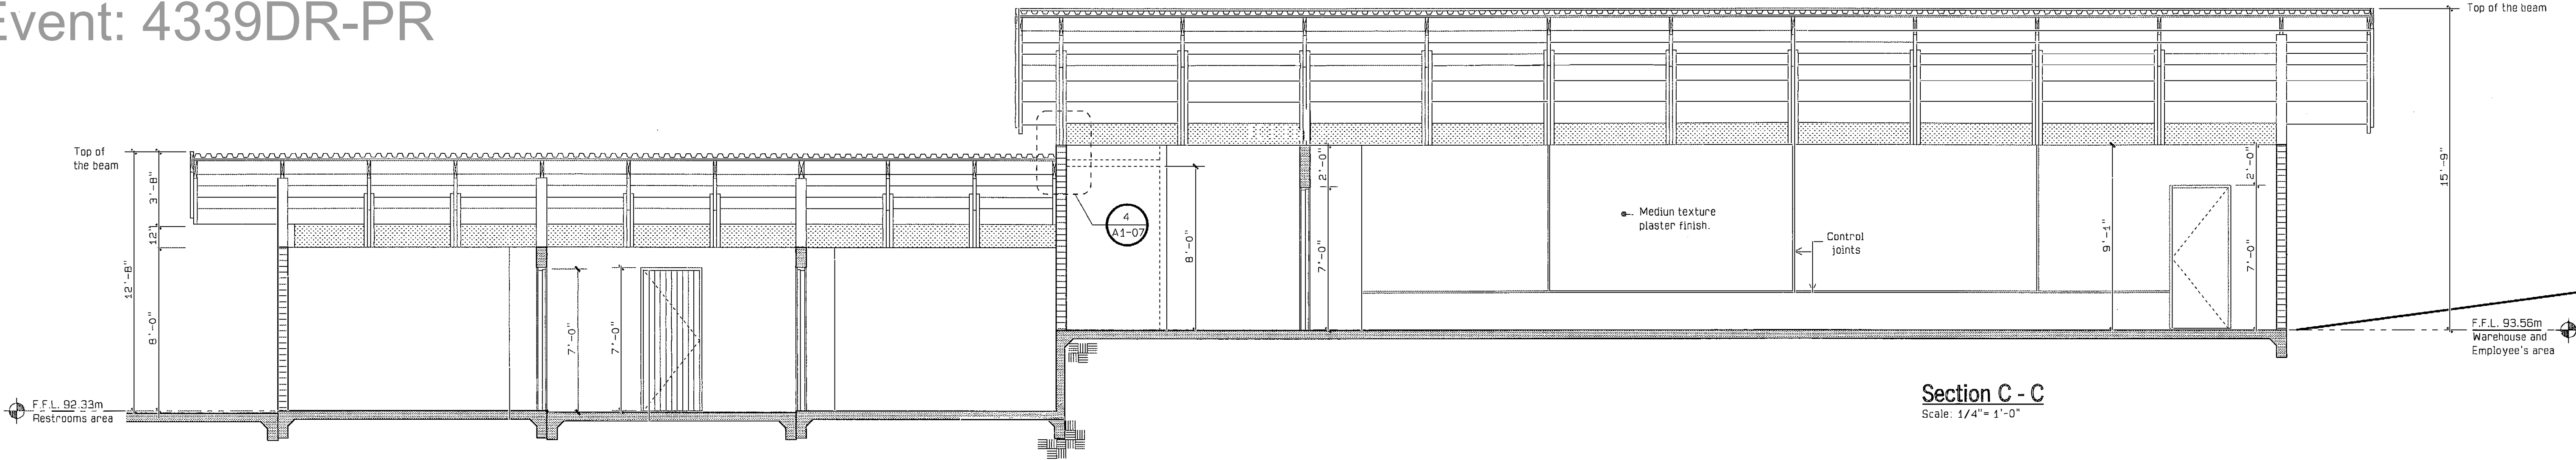 Event: 4339DR-PR
Top of the beam
Top of
the beam
3'-8"
12"
12'-8"
8'-0"
7'-0"
7'-0"
4
A1-07
8'-0"
2'-0"
7'-0"
Mediun texture
plaster finish.
Control
joints
9'-1"
2'-0"
7'-0"
15'-9"
F.F.L. 93.56m
Warehouse and
Employee's area
F.F.L. 92.33m
Restrooms area
Section C - C
Scale: 1/4"= 1'-0"